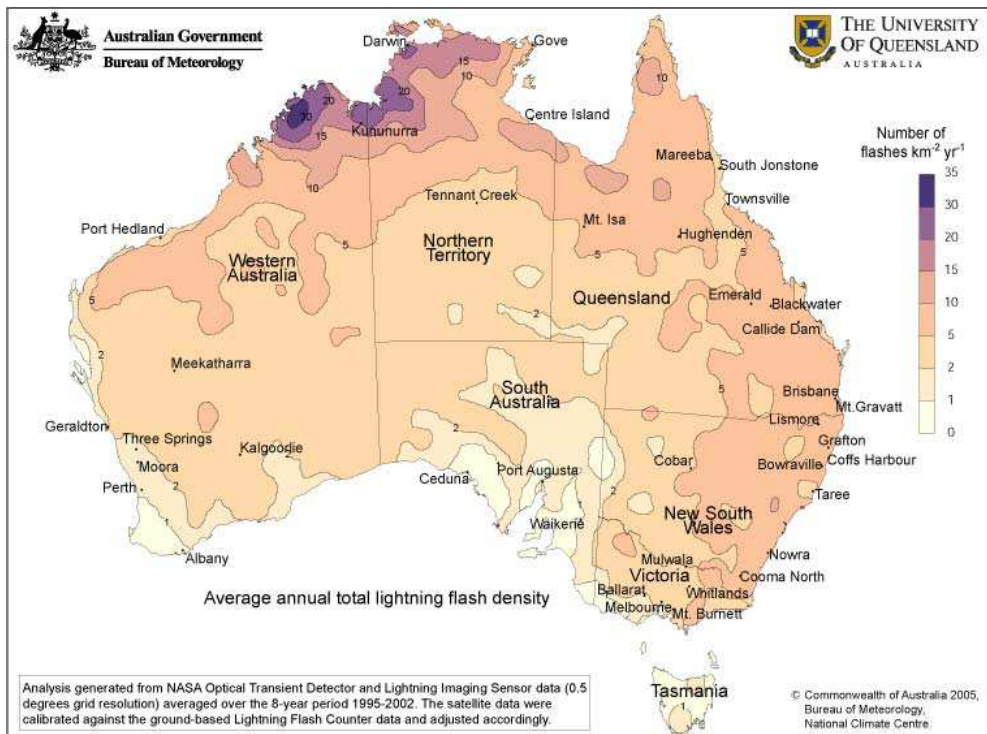 Australian Government
Bureau of Meteorology
THE UNIVERSITY
OF QUEENSLAND
AUSTRALIA
Darwin
Gove
15
10
10
20
20
30
15
Kununurra
Centre Island
10
Mareeba
South Jonstone
Tennant Creek
Townsville
Port Hedland
Mt. Isa
Hughenden
5
Northern
Territory
Western
Australia
5
5
5
Queensland
Emerald
Blackwater
2
Callide Dam
2
Meekatharra
South
Australia
5
Brisbane
Mt.Gravatt
Lismore
Geraldton
Three Springs
2
Grafton
Moora
Kalgoodie
Cobar
Bowraville
Coffs Harbour
Ceduna
Port Augusta
Perth
2
2
Taree
1
Waikerie
1
New South
Wales
Albany
Mulwala
Nowra
Victoria
Cooma North
Ballarat
Whitlands
Melbourne
Mt. Burnett
Tasmania
1
Number of
flashes km-2 yr-1
35
30
20
15
10
5
2
1
0
Average annual total lightning flash density
Analysis generated from NASA Optical Transient Detector and Lightning Imaging Sensor data (0.5
degrees grid resolution) averaged over the 8-year period 1995-2002. The satellite data were
calibrated against the ground-based Lightning Flash Counter data and adjusted accordingly.
© Commonwealth of Australia 2005,
Bureau of Meteorology,
National Climate Centre.